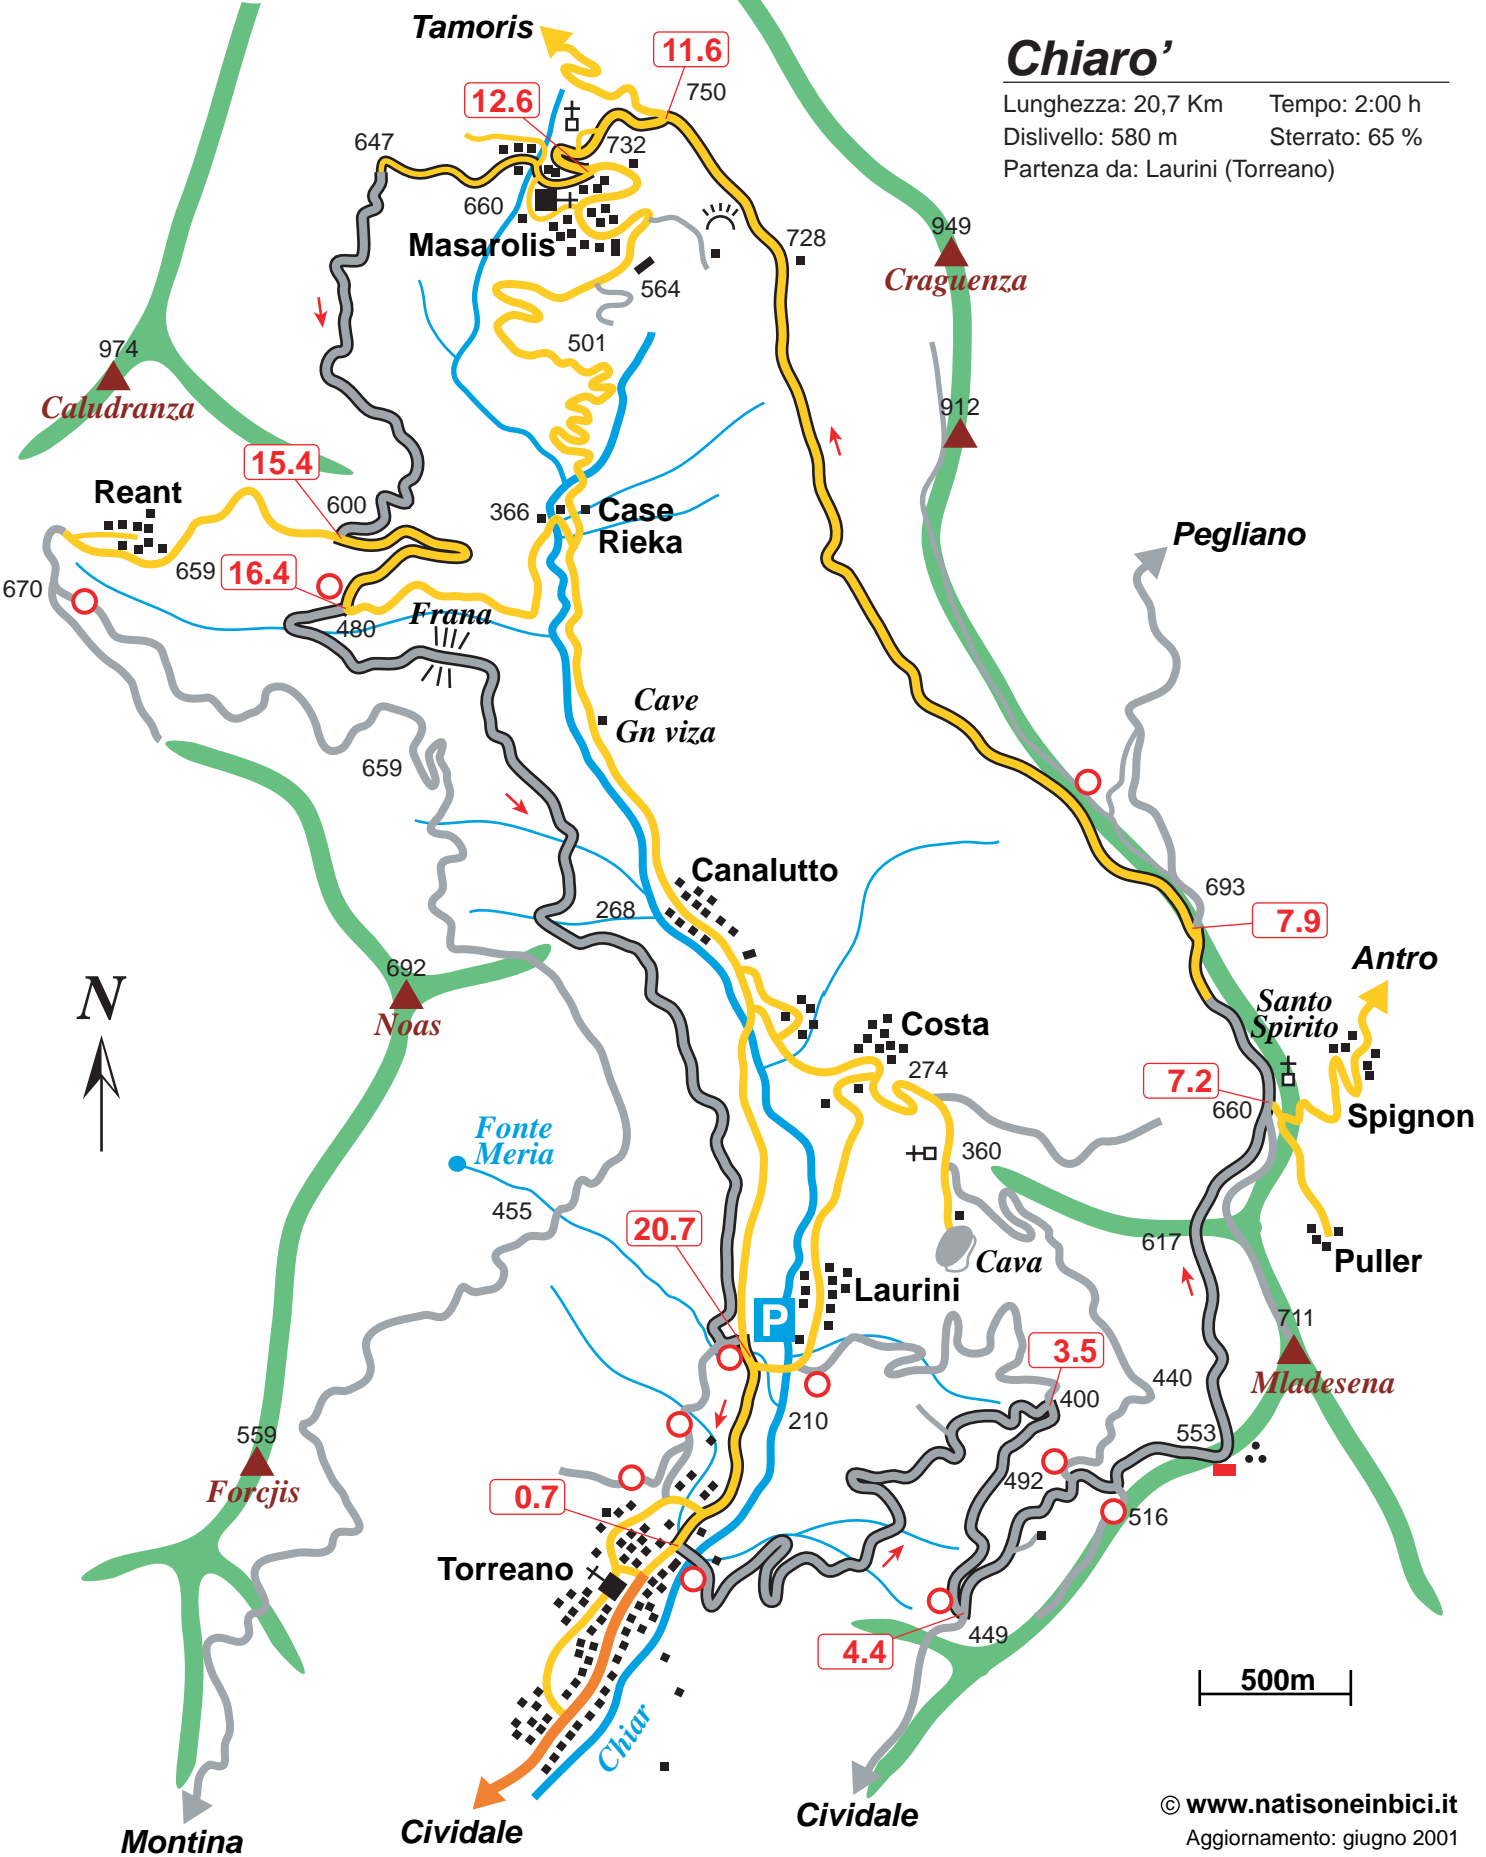 Chiaro’
Lunghezza: 20,7 Km Tempo: 2:00 h
Dislivello: 580 m Sterrato: 65 %
Partenza da: Laurini (Torreano)
Tamoris
11.6
750
12.6
732
647
660
Masarolis
728
949
Craguenza
564
501
974
Caludranza
912
15.4
Reant
600
366
Case
Rieka
Pegliano
659
16.4
670
480
Frana
Cave
Gn viza
659
Canalutto
693
268
7.9
Antro
692
Noas
N
Santo
Spirito
Costa
274
7.2
660
Spignon
Fonte
Meria
360
455
20.7
617
Cava
Puller
Laurini
P
711
Mladesena
3.5
440
400
210
553
559
Forcjis
492
0.7
516
Torreano
449
4.4
500m
Chiar
Cividale
Cividale
Montina
© www.natisoneinbici.it
Aggiornamento: giugno 2001